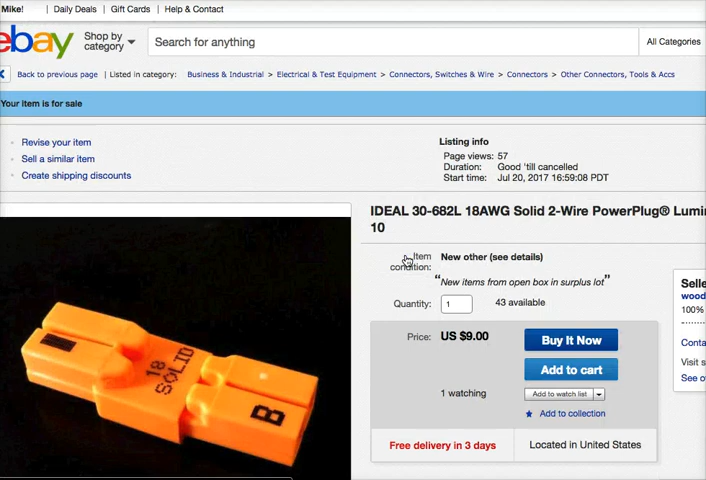 Mike!
Daily Deals
Gift Cards
Help & Contact
ebay
Shop by
category
Search for anything
All Categories
Back to previous page
Listed in category:
Business & Industrial > Electrical & Test Equipment > Connectors, Switches & Wire > Connectors > Other Connectors, Tools & Accs
Your item is for sale
Revise your item
Sell a similar item
Create shipping discounts
Listing info
Page views: 57
Duration: Good 'till cancelled
Start time: Jul 20, 2017 16:59:08 PDT
IDEAL 30-682L 18AWG Solid 2-Wire PowerPlug® Lumi
10
Item
condition:
New other (see details)
“New items from open box in surplus lot”
Quantity: 1
43 available
Price: US $9.00
Buy It Now
Add to cart
1 watching
Add to watch list
Add to collection
Free delivery in 3 days
Located in United States
Selle
wood
100%
Conta
Visit s
See o
18
SOLID
B